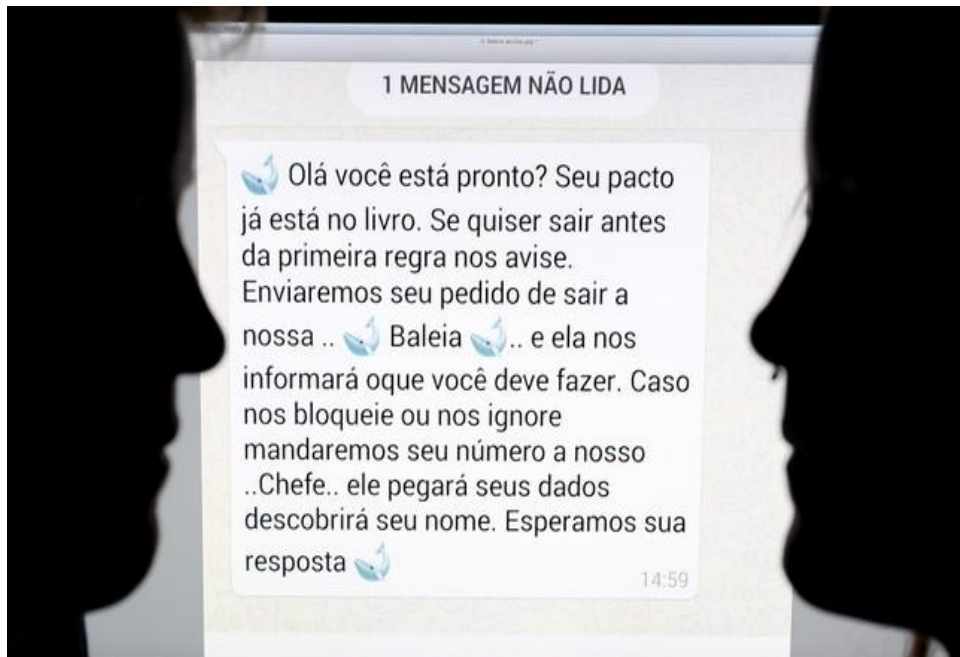 1 MENSAGEM NÃO LIDA
🐳 Olá você está pronto? Seu pacto
já está no livro. Se quiser sair antes
da primeira regra nos avise.
Enviaremos seu pedido de sair a
nossa .. 🐳 Baleia 🐳.. e ela nos
informará oque você deve fazer. Caso
nos bloqueie ou nos ignore
mandaremos seu número a nosso
..Chefe.. ele pegará seus dados
descobrirá seu nome. Esperamos sua
resposta 🐳
14:59